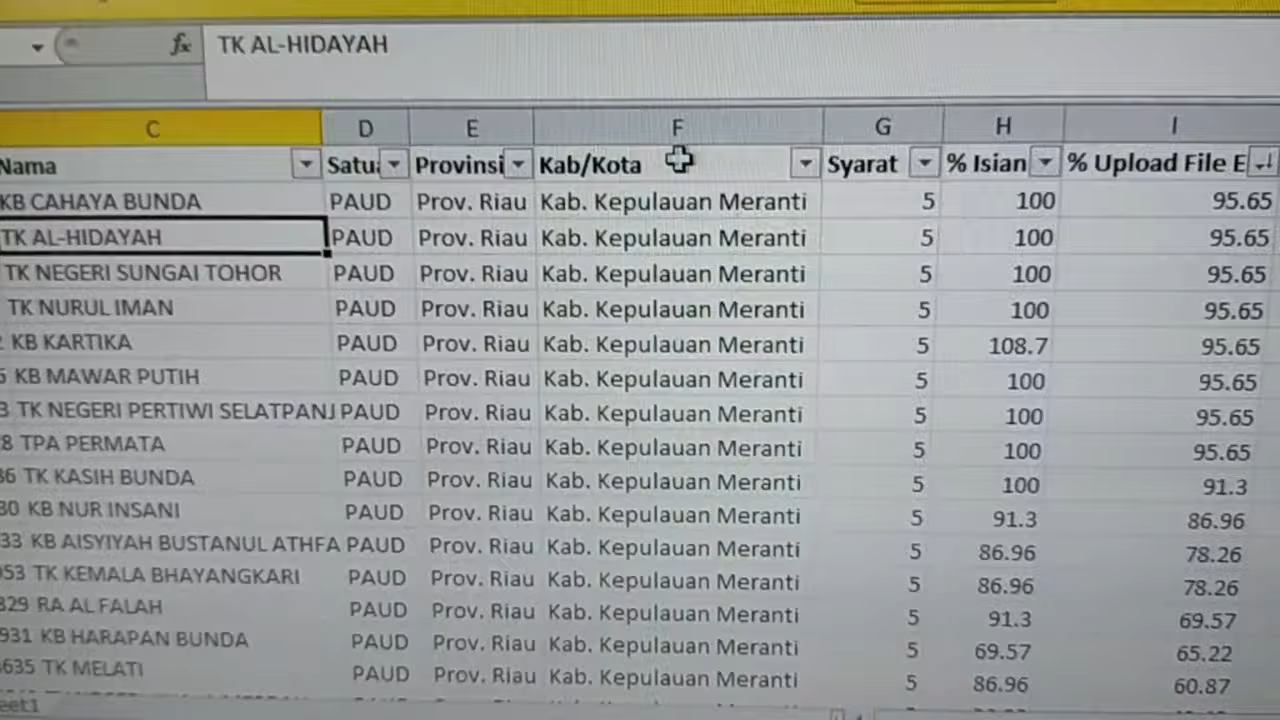 fx TK AL-HIDAYAH
C D E F G H I
Nama Satua Provinsi Kab/Kota Syarat % Isian % Upload File E
KB CAHAYA BUNDA PAUD Prov. Riau Kab. Kepulauan Meranti 5 100 95.65
TK AL-HIDAYAH PAUD Prov. Riau Kab. Kepulauan Meranti 5 100 95.65
TK NEGERI SUNGAI TOHOR PAUD Prov. Riau Kab. Kepulauan Meranti 5 100 95.65
TK NURUL IMAN PAUD Prov. Riau Kab. Kepulauan Meranti 5 100 95.65
KB KARTIKA PAUD Prov. Riau Kab. Kepulauan Meranti 5 108.7 95.65
KB MAWAR PUTIH PAUD Prov. Riau Kab. Kepulauan Meranti 5 100 95.65
3 TK NEGERI PERTIWI SELATPANJ PAUD Prov. Riau Kab. Kepulauan Meranti 5 100 95.65
8 TPA PERMATA PAUD Prov. Riau Kab. Kepulauan Meranti 5 100 95.65
36 TK KASIH BUNDA PAUD Prov. Riau Kab. Kepulauan Meranti 5 100 91.3
30 KB NUR INSANI PAUD Prov. Riau Kab. Kepulauan Meranti 5 91.3 86.96
33 KB AISYIYAH BUSTANUL ATHFA PAUD Prov. Riau Kab. Kepulauan Meranti 5 86.96 78.26
053 TK KEMALA BHAYANGKARI PAUD Prov. Riau Kab. Kepulauan Meranti 5 86.96 78.26
329 RA AL FALAH PAUD Prov. Riau Kab. Kepulauan Meranti 5 91.3 69.57
931 KB HARAPAN BUNDA PAUD Prov. Riau Kab. Kepulauan Meranti 5 69.57 65.22
635 TK MELATI PAUD Prov. Riau Kab. Kepulauan Meranti 5 86.96 60.87
eet1